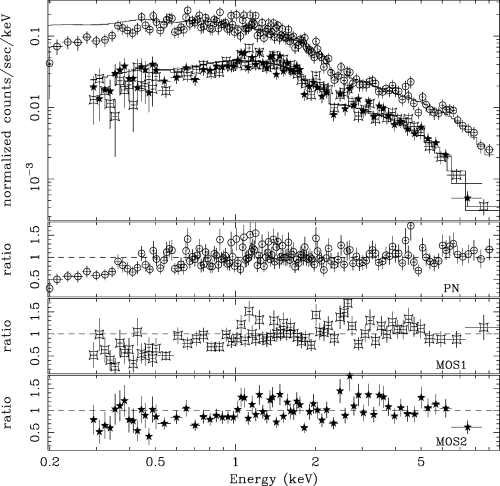 normalized counts/sec/keV
0.1
0.01
10⁻³
ratio
1.5
1
0.5
PN
ratio
1.5
1
0.5
MOS1
ratio
1.5
1
0.5
MOS2
0.2 0.5 1 2 5
Energy (keV)